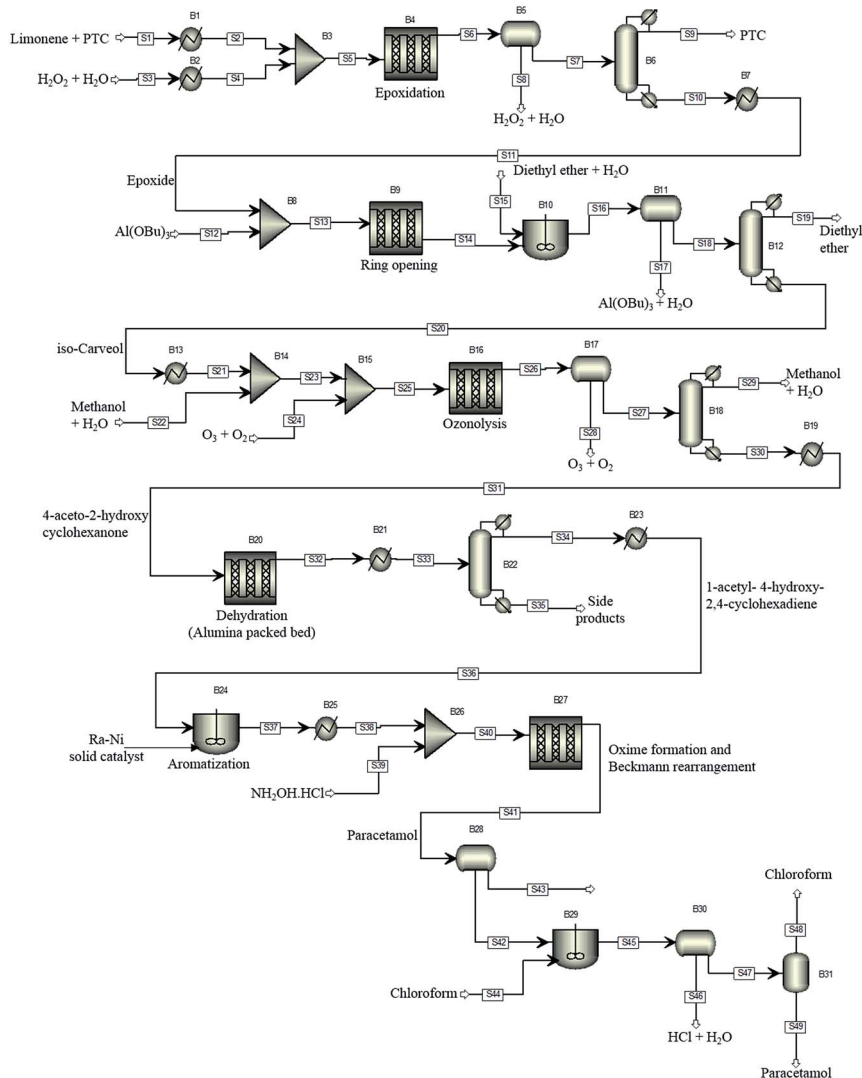 B1
B4
B5
S9
PTC
Limonene + PTC
S1
S2
B3
S6
B2
S5
S7
B6
H₂O₂ + H₂O
S3
S4
S8
B7
Epoxidation
S10
H₂O₂ + H₂O
S11
Diethyl ether + H₂O
Epoxide
B9
S15
B11
B8
B10
S16
S19
Al(OBu)₃
S12
S13
S14
S18
B12
Diethyl
ether
Ring opening
S17
Al(OBu)₃ + H₂O
S20
iso-Carveol
B13
B14
B15
B16
B17
S21
S23
S26
S29
Methanol
+ H₂O
S25
Methanol
+ H₂O
S22
S24
S27
B18
O₃ + O₂
Ozonolysis
S28
B19
S30
O₃ + O₂
S31
4-aceto-2-hydroxy
cyclohexanone
B20
B21
B23
S34
S32
S33
B22
1-acetyl- 4-hydroxy-
2,4-cyclohexadiene
Dehydration
(Alumina packed bed)
S35
Side
products
S36
B24
B25
B26
B27
S37
S38
Ra-Ni
solid catalyst
S40
Oxime formation and
Beckmann rearrangement
Aromatization
S39
NH₂OH.HCl
S41
Paracetamol
B28
S43
Chloroform
B29
B30
S48
S42
S45
S47
B31
Chloroform
S44
S46
S49
HCl + H₂O
Paracetamol